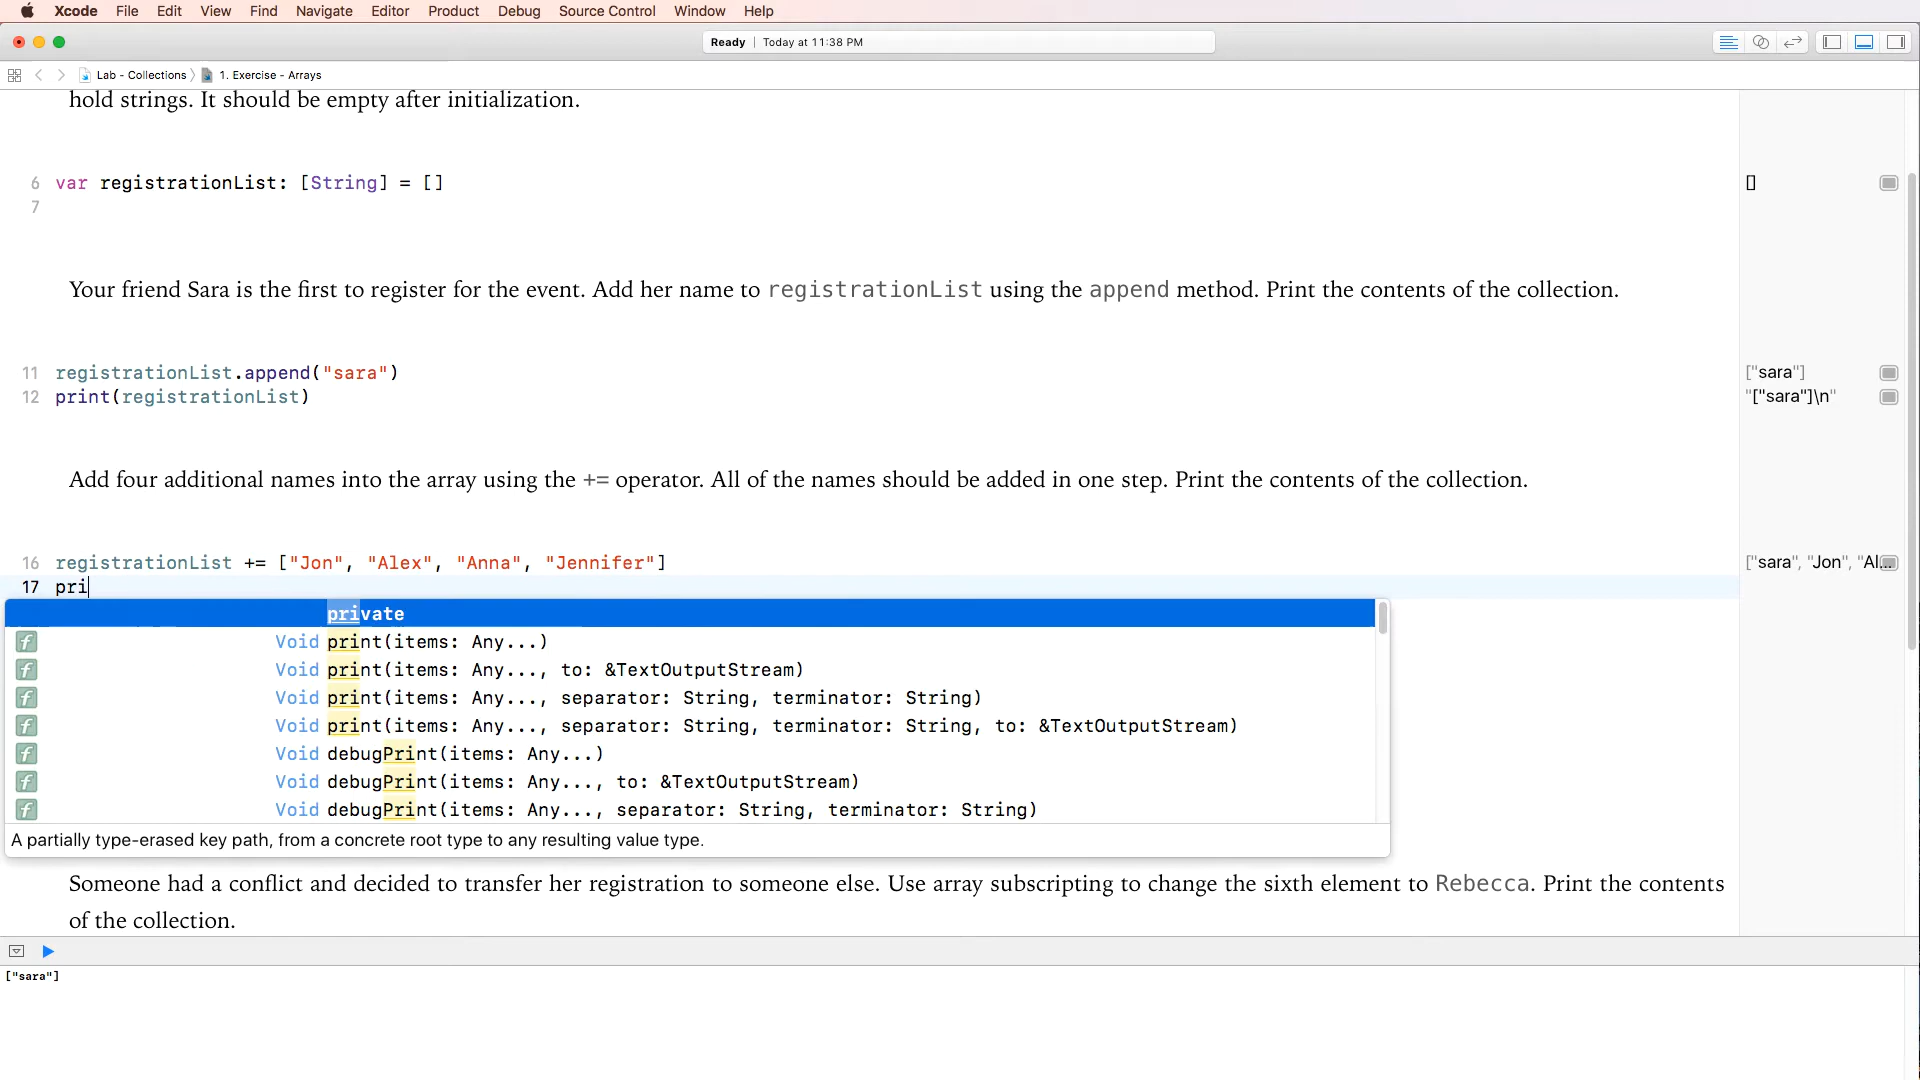 Xcode File Edit View Find Navigate Editor Product Debug Source Control Window Help
Ready | Today at 11:38 PM
Lab - Collections 1. Exercise - Arrays
hold strings. It should be empty after initialization.
6 var registrationList: [String] = [] []
7
Your friend Sara is the first to register for the event. Add her name to registrationList using the append method. Print the contents of the collection.
11 registrationList.append("sara") ["sara"]
12 print(registrationList) "["sara"]\n"
Add four additional names into the array using the += operator. All of the names should be added in one step. Print the contents of the collection.
16 registrationList += ["Jon", "Alex", "Anna", "Jennifer"] ["sara", "Jon", "Al...
17 pri
private
f Void print(items: Any...)
f Void print(items: Any..., to: &TextOutputStream)
f Void print(items: Any..., separator: String, terminator: String)
f Void print(items: Any..., separator: String, terminator: String, to: &TextOutputStream)
f Void debugPrint(items: Any...)
f Void debugPrint(items: Any..., to: &TextOutputStream)
f Void debugPrint(items: Any..., separator: String, terminator: String)
A partially type-erased key path, from a concrete root type to any resulting value type.
Someone had a conflict and decided to transfer her registration to someone else. Use array subscripting to change the sixth element to Rebecca. Print the contents
of the collection.
["sara"]